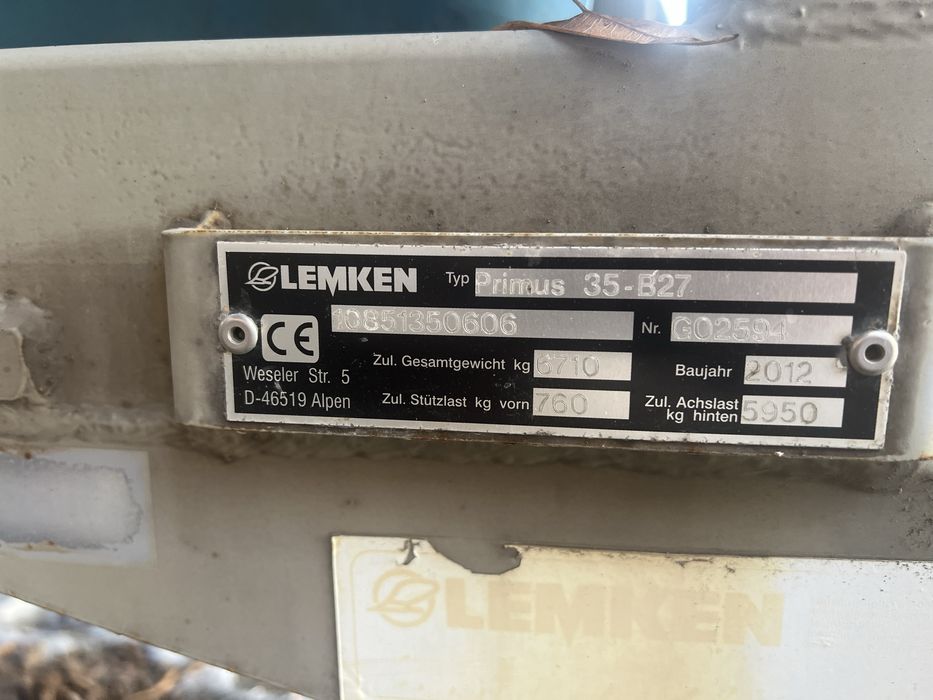 LEMKEN Typ Primus 35-B27
10851350606 Nr. G02594
CE
Zul. Gesamtgewicht kg 6710 Baujahr 2012
Weseler Str. 5
D-46519 Alpen Zul. Stützlast kg vorn 760 Zul. Achslast kg hinten 5950
LEMKEN